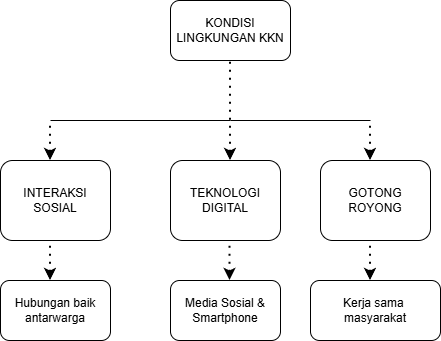 KONDISI
LINGKUNGAN KKN
INTERAKSI
SOSIAL
TEKNOLOGI
DIGITAL
GOTONG
ROYONG
Hubungan baik
antarwarga
Media Sosial &
Smartphone
Kerja sama
masyarakat